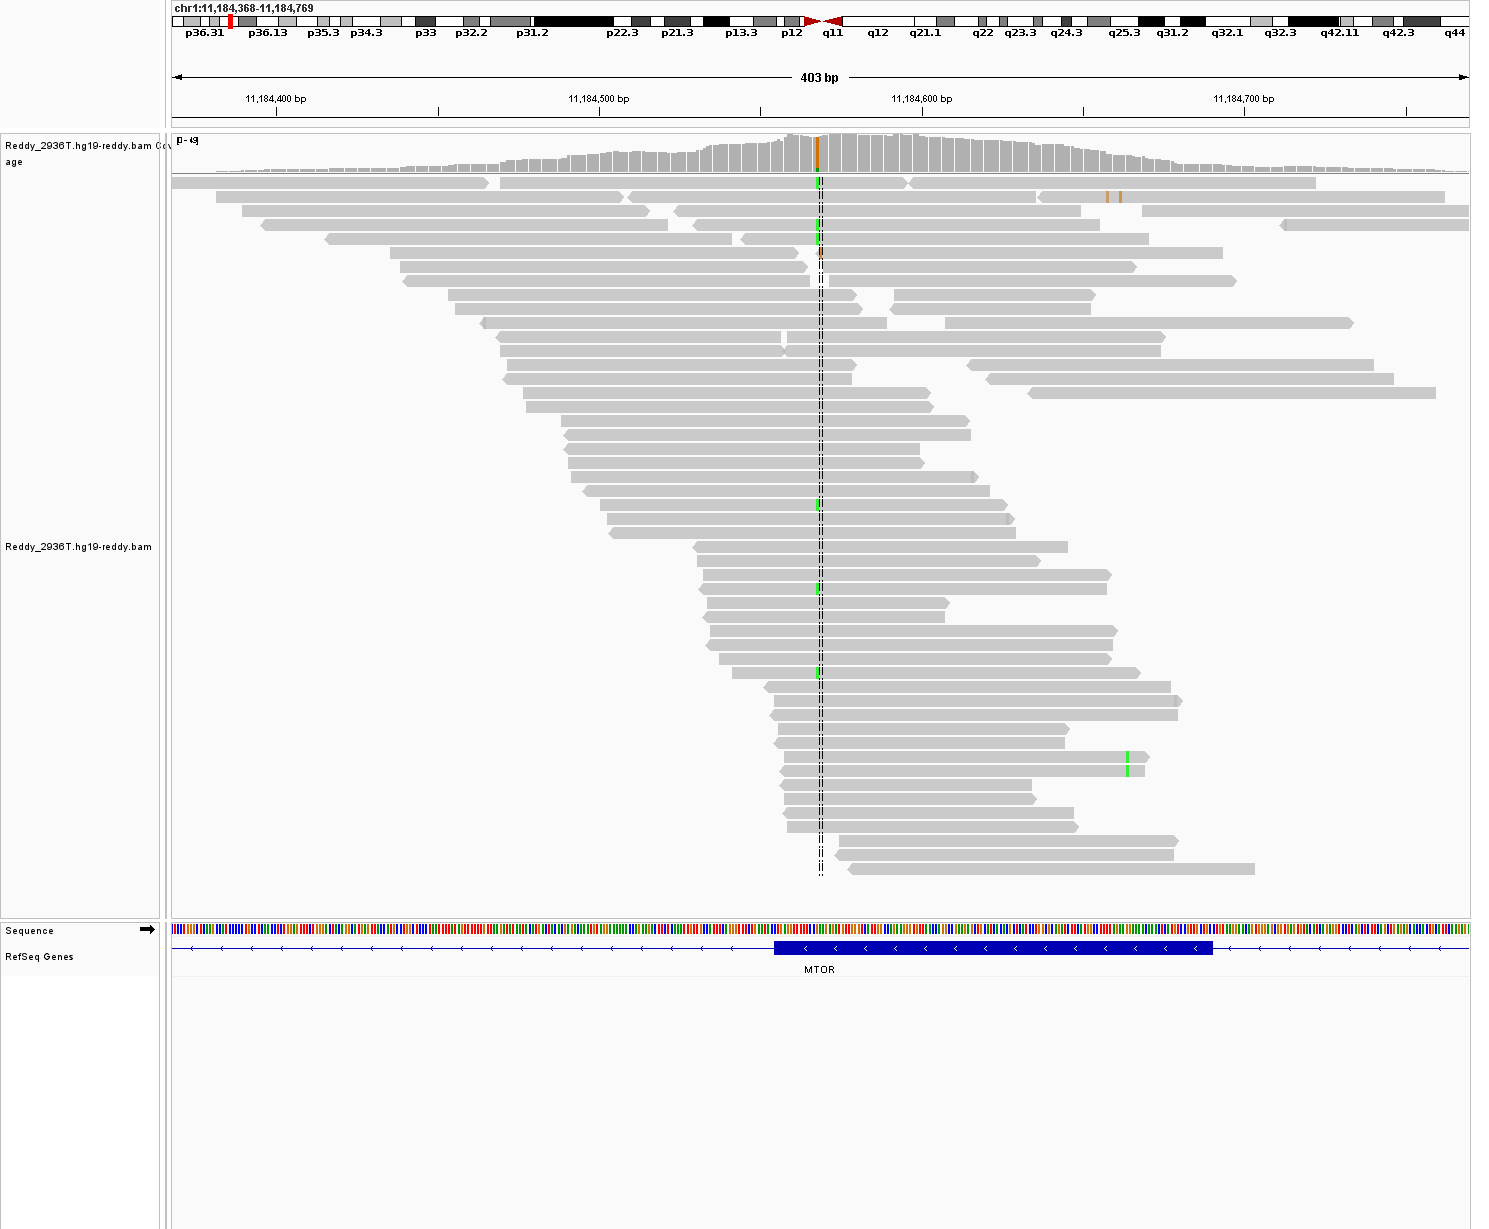 chr1:11,184,368-11,184,769
p36.31 p36.13 p35.3 p34.3 p33 p32.2 p31.2 p22.3 p21.3 p13.3 p12 q11 q12 q21.1 q22 q23.3 q24.3 q25.3 q31.2 q32.1 q32.3 q42.11 q42.3 q44
403 bp
11,184,400 bp 11,184,500 bp 11,184,600 bp 11,184,700 bp
Reddy_2936T.hg19-reddy.bam Cov
age
[0 - 49]
Reddy_2936T.hg19-reddy.bam
Sequence
RefSeq Genes
MTOR